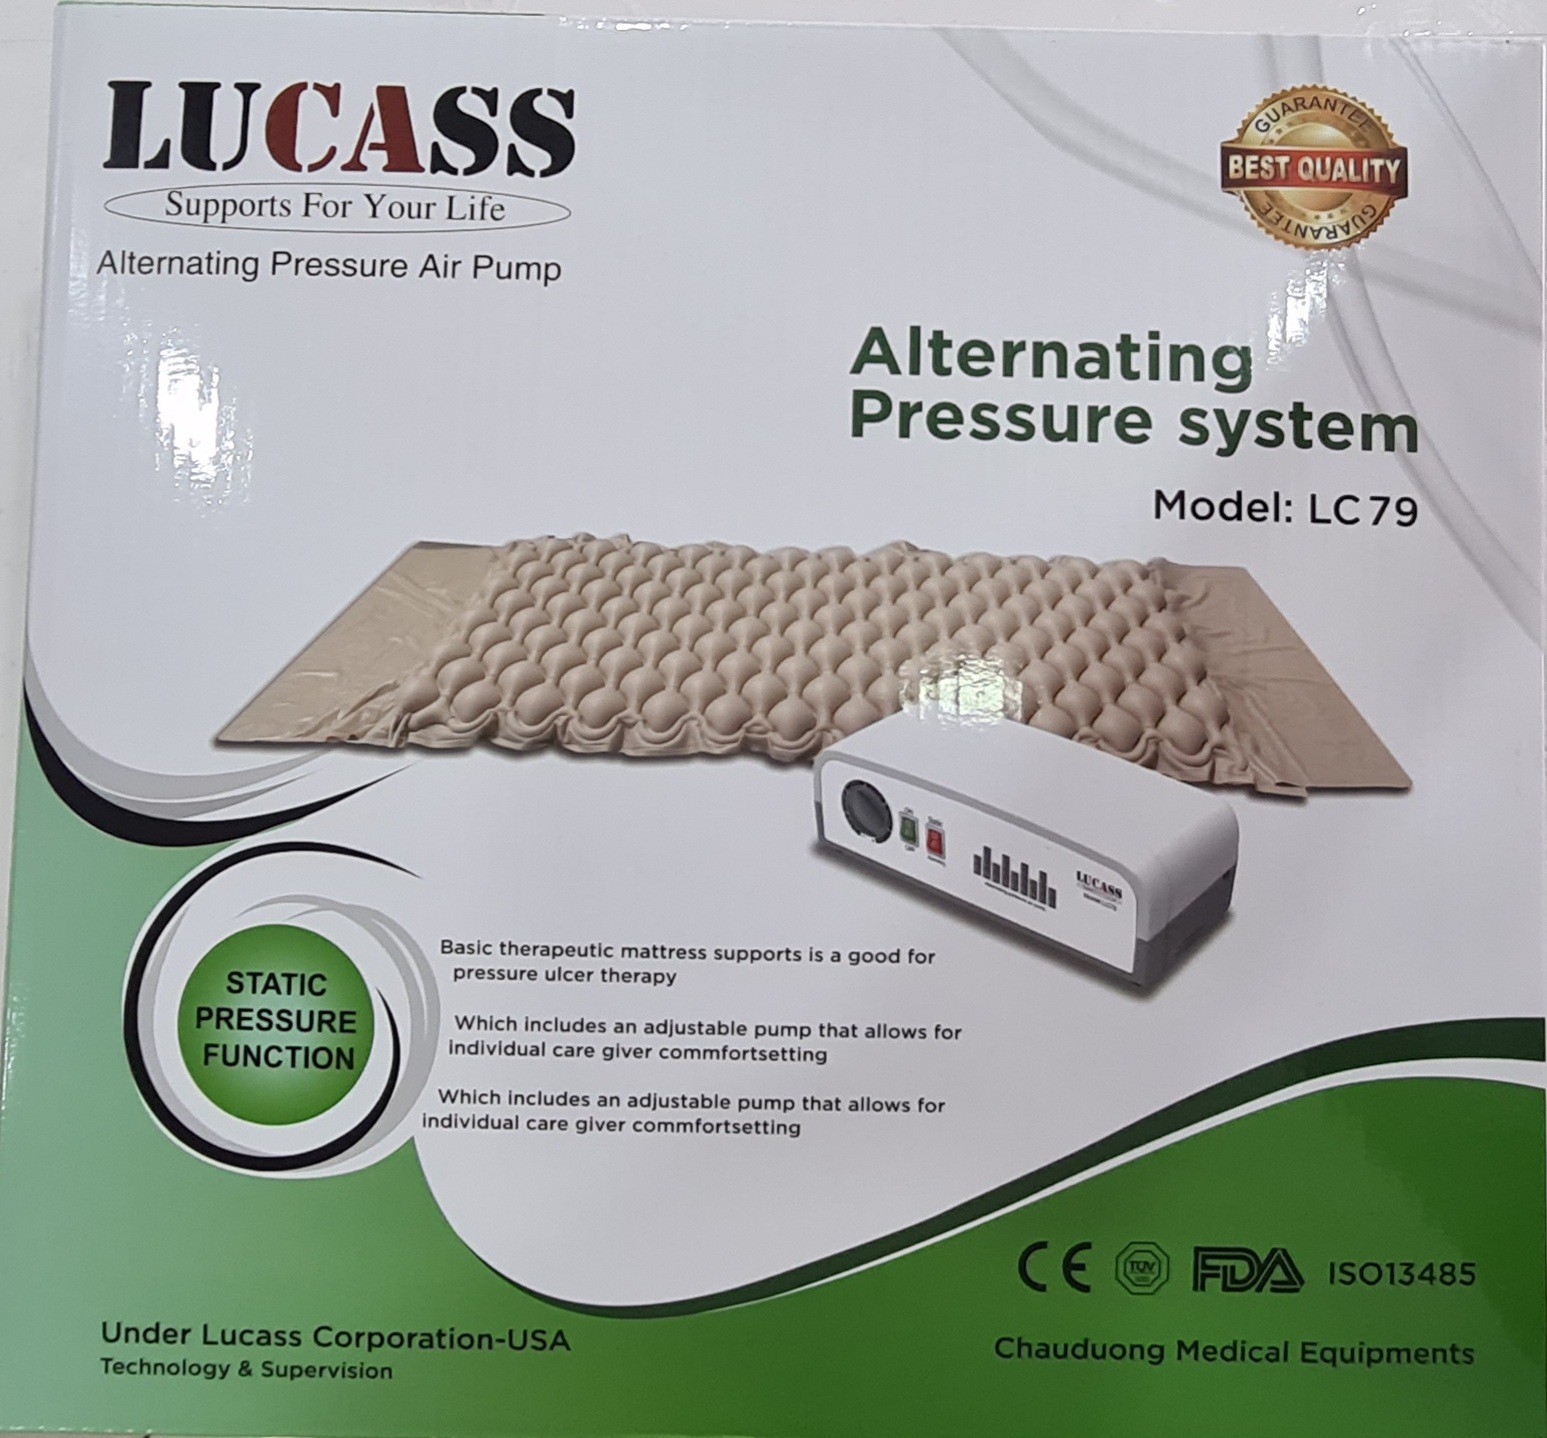 LUCASS
Supports For Your Life
Alternating Pressure Air Pump
GUARANTEE
BEST QUALITY
GUARANTEE
Alternating
Pressure system
Model: LC79
LUCASS
STATIC
PRESSURE
FUNCTION
Basic therapeutic mattress supports is a good for
pressure ulcer therapy
Which includes an adjustable pump that allows for
individual care giver commfortsetting
Which includes an adjustable pump that allows for
individual care giver commfortsetting
CE TÜV FDA ISO13485
Under Lucass Corporation-USA
Technology & Supervision
Chauduong Medical Equipments